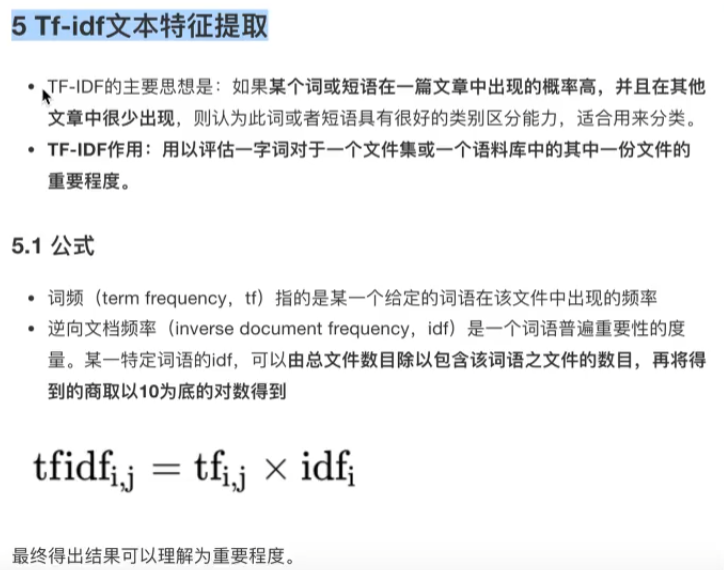 5 Tf-idf文本特征提取
TF-IDF的主要思想是：如果某个词或短语在一篇文章中出现的概率高，并且在其他
文章中很少出现，则认为此词或者短语具有很好的类别区分能力，适合用来分类。
TF-IDF作用：用以评估一字词对于一个文件集或一个语料库中的其中一份文件的
重要程度。
5.1 公式
词频（term frequency，tf）指的是某一个给定的词语在该文件中出现的频率
逆向文档频率（inverse document frequency，idf）是一个词语普遍重要性的度
量。某一特定词语的idf，可以由总文件数目除以包含该词语之文件的数目，再将得
到的商取以10为底的对数得到
tfidf_{i,j} = tf_{i,j} × idf_i
最终得出结果可以理解为重要程度。